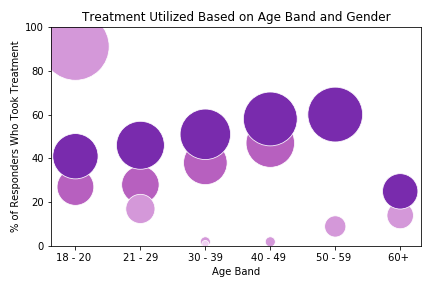 Treatment Utilized Based on Age Band and Gender
% of Responders Who Took Treatment
100
80
60
40
20
0
18 - 20 21 - 29 30 - 39 40 - 49 50 - 59 60+
Age Band